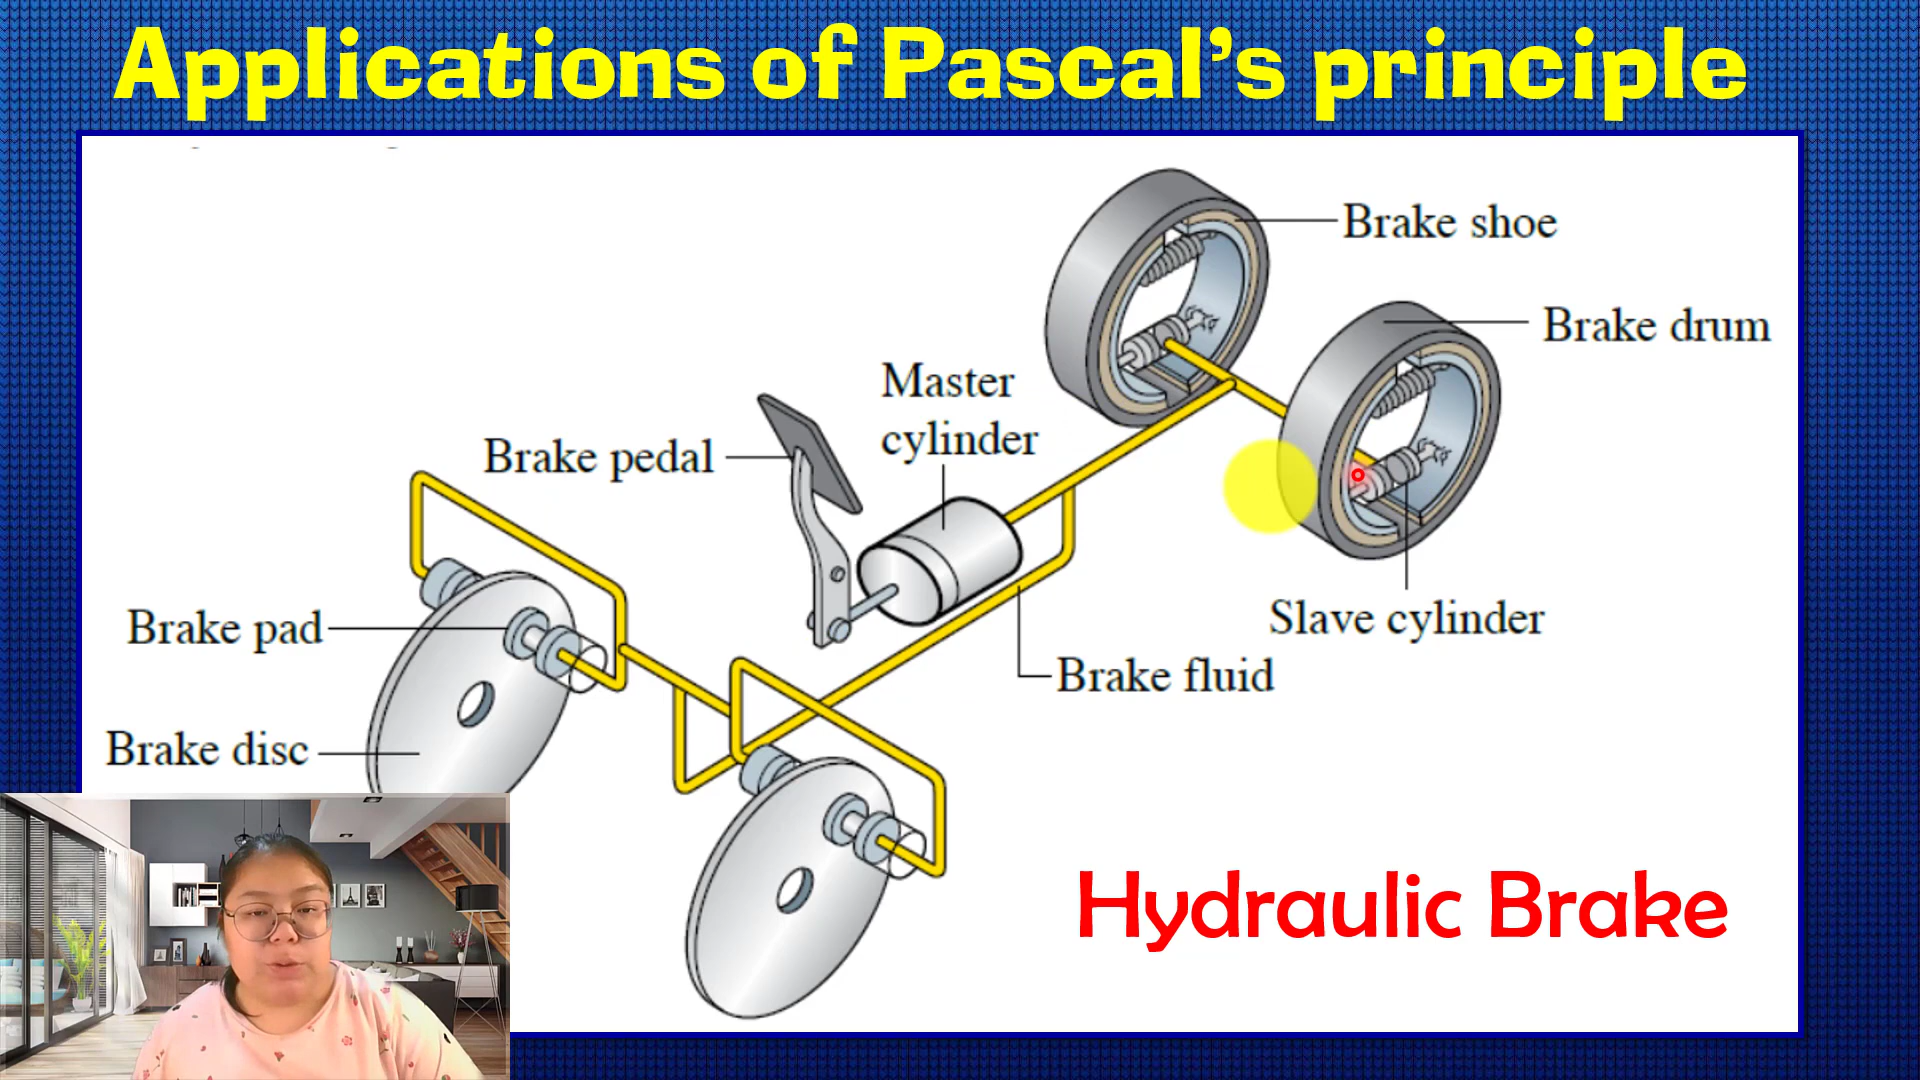 Applications of Pascal's principle
Brake shoe
Brake drum
Master
cylinder
Brake pedal
Slave cylinder
Brake pad
Brake fluid
Brake disc
Hydraulic Brake